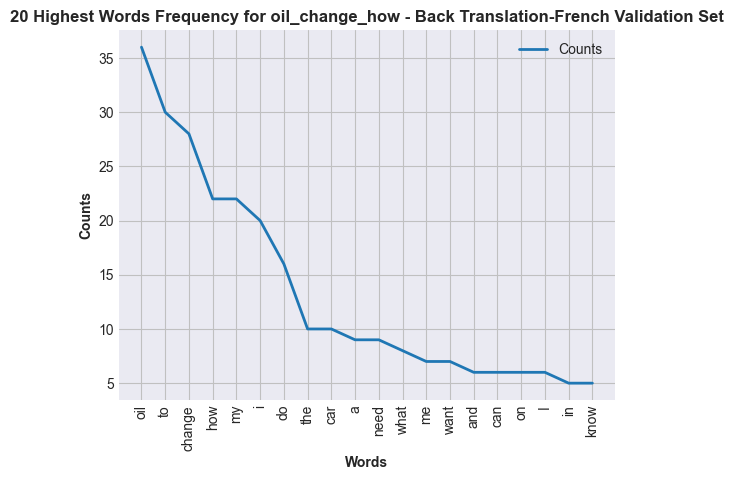 20 Highest Words Frequency for oil_change_how - Back Translation-French Validation Set
Counts
35
30
25
20
15
10
5
Counts
oil
to
change
how
my
i
do
the
car
a
need
what
me
want
and
can
on
I
in
know
Words